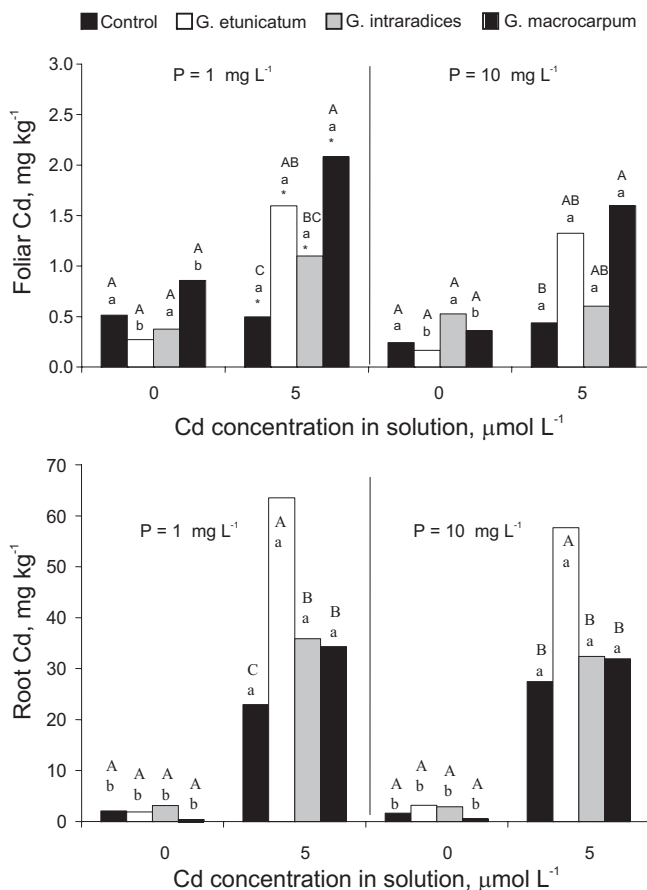 Control G. etunicatum G. intraradices G. macrocarpum
P = 1 mg L-1 P = 10 mg L-1
Foliar Cd, mg kg-1
3.0
2.5
2.0
1.5
1.0
0.5
0.0
A a
A b
A a
A b
C a *
AB a *
BC a *
A a *
A a
A b
A a
A b
B a
AB a
AB a
A a
0 5 0 5
Cd concentration in solution, μmol L-1
Root Cd, mg kg-1
70
60
50
40
30
20
10
0
P = 1 mg L-1 P = 10 mg L-1
A b
A b
A b
A b
C a
A a
B a
B a
A b
A b
A b
A b
B a
A a
B a
B a
0 5 0 5
Cd concentration in solution, μmol L-1